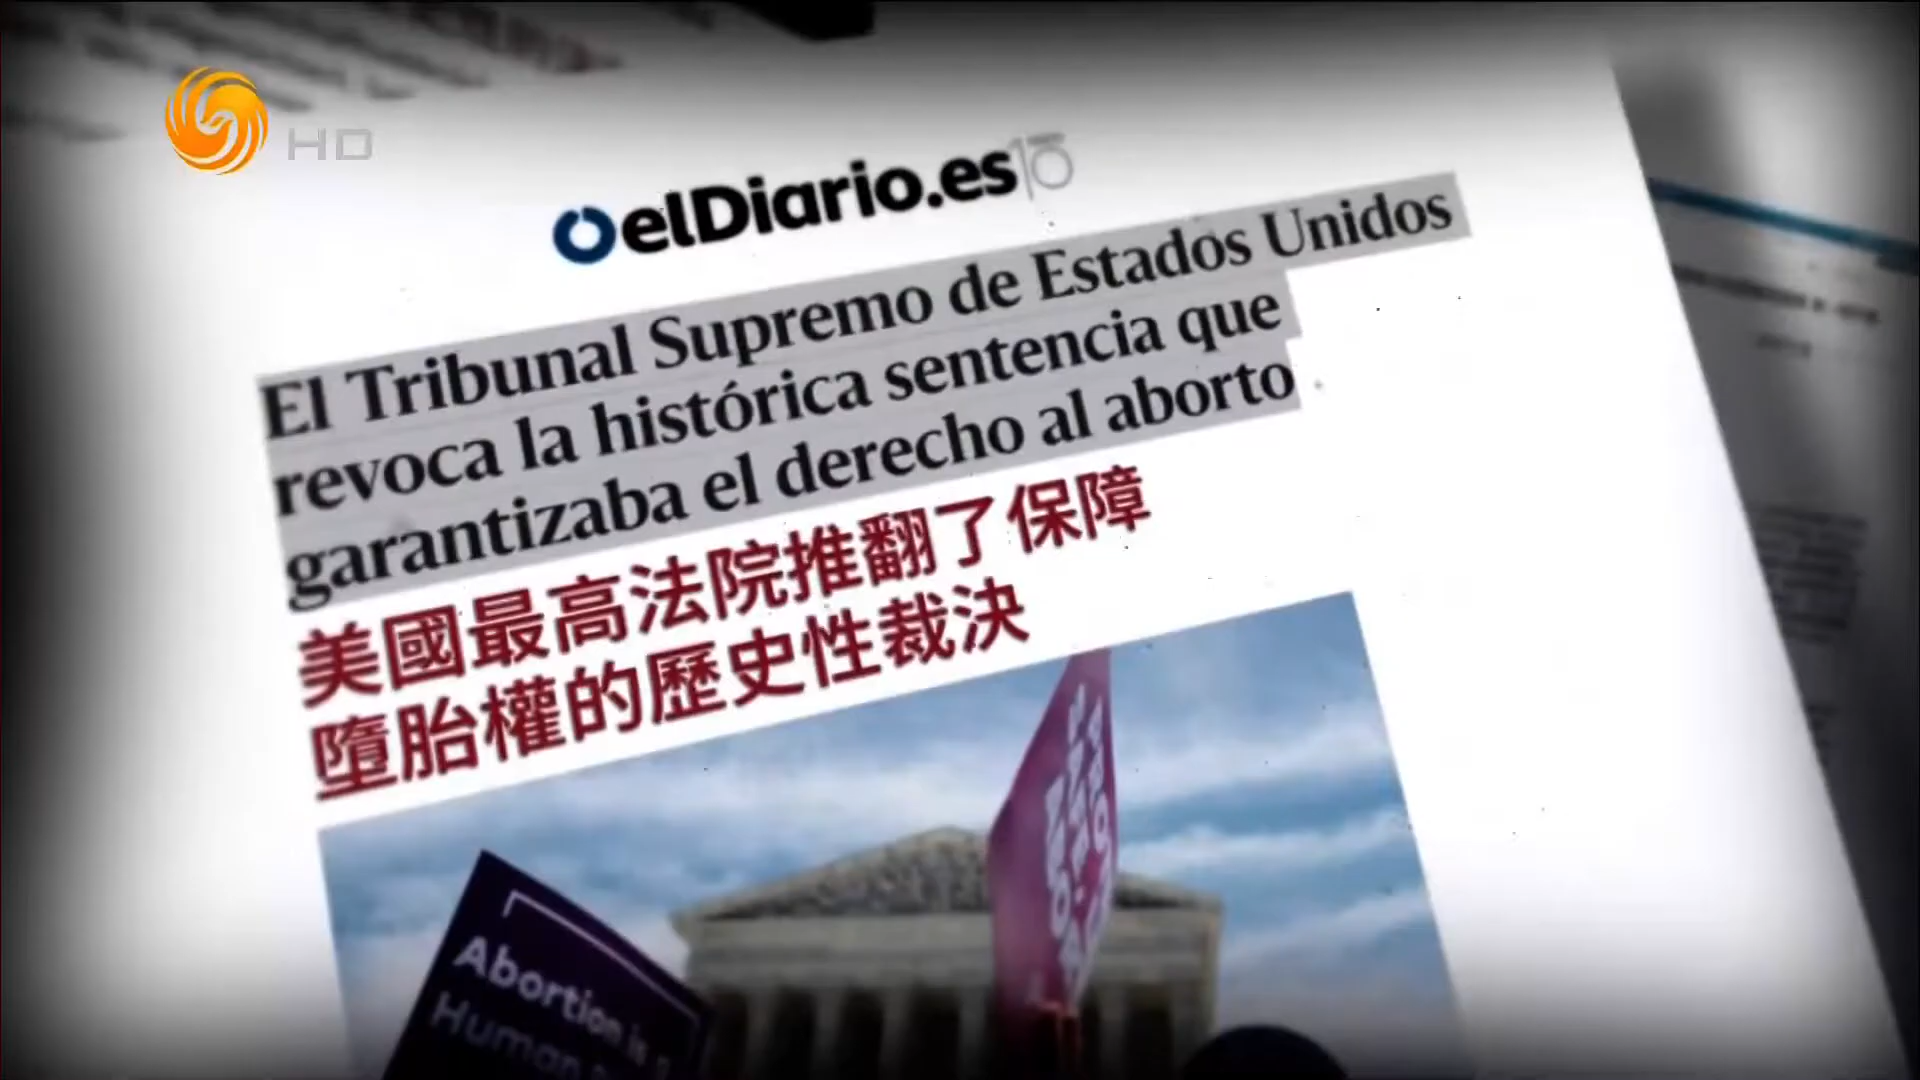 HD
elDiario.es10
El Tribunal Supremo de Estados Unidos
revoca la histórica sentencia que
garantizaba el derecho al aborto
美國最高法院推翻了保障
墮胎權的歷史性裁決
Abortion is a
Human